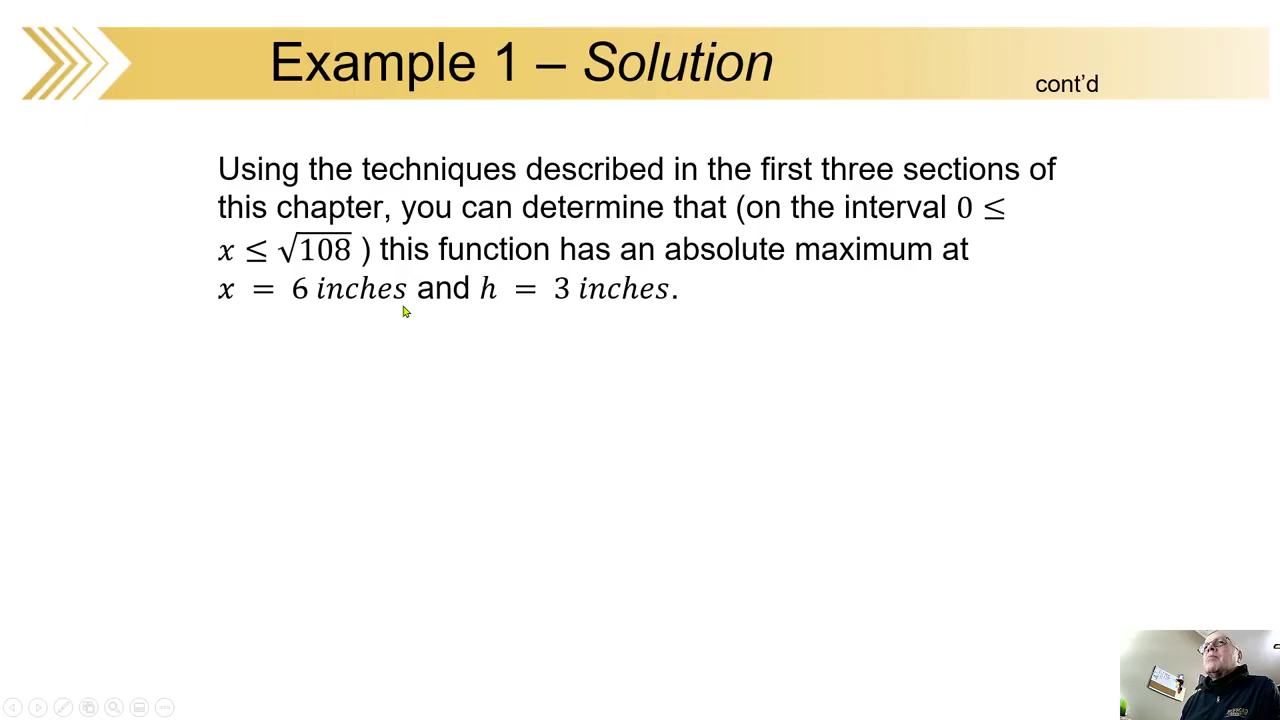 Example 1 – Solution
cont’d
Using the techniques described in the first three sections of
this chapter, you can determine that (on the interval 0 ≤
x ≤ √108 ) this function has an absolute maximum at
x = 6 inches and h = 3 inches.